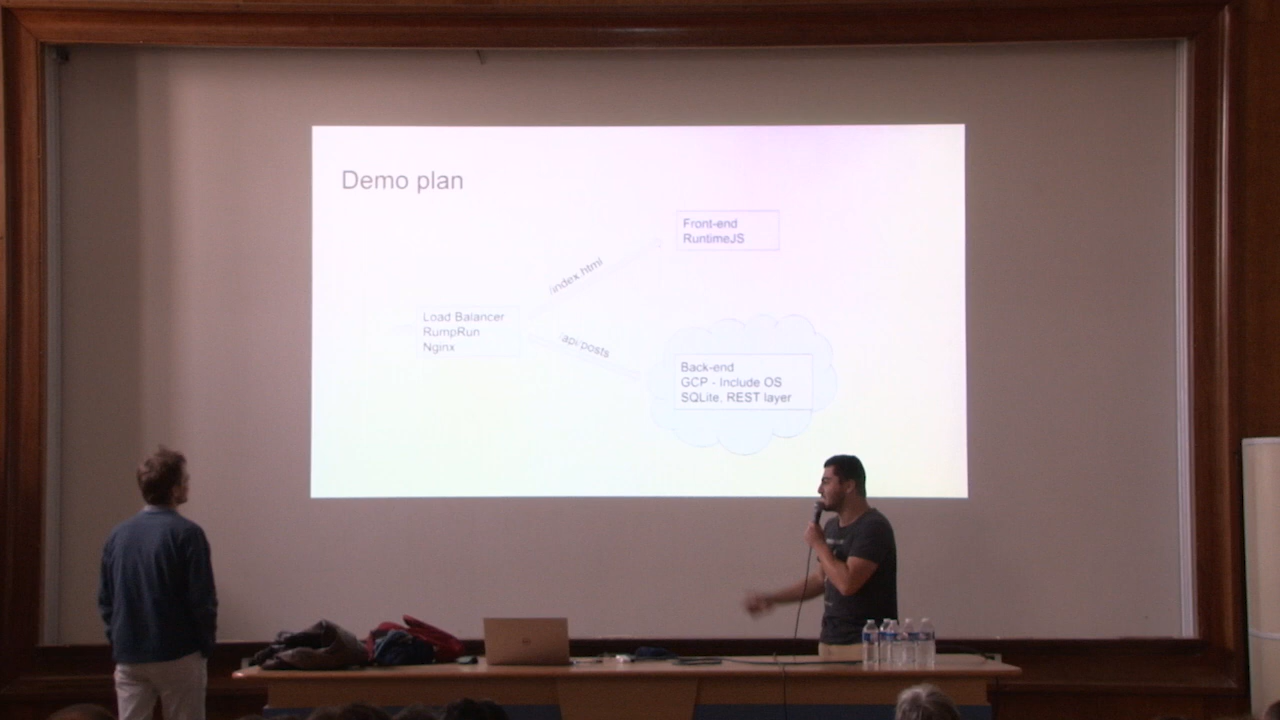 Demo plan
Front-end
RuntimeJS
/index.html
Load Balancer
RumpRun
Nginx
/api/posts
Back-end
GCP - Include OS
SQLite, REST layer